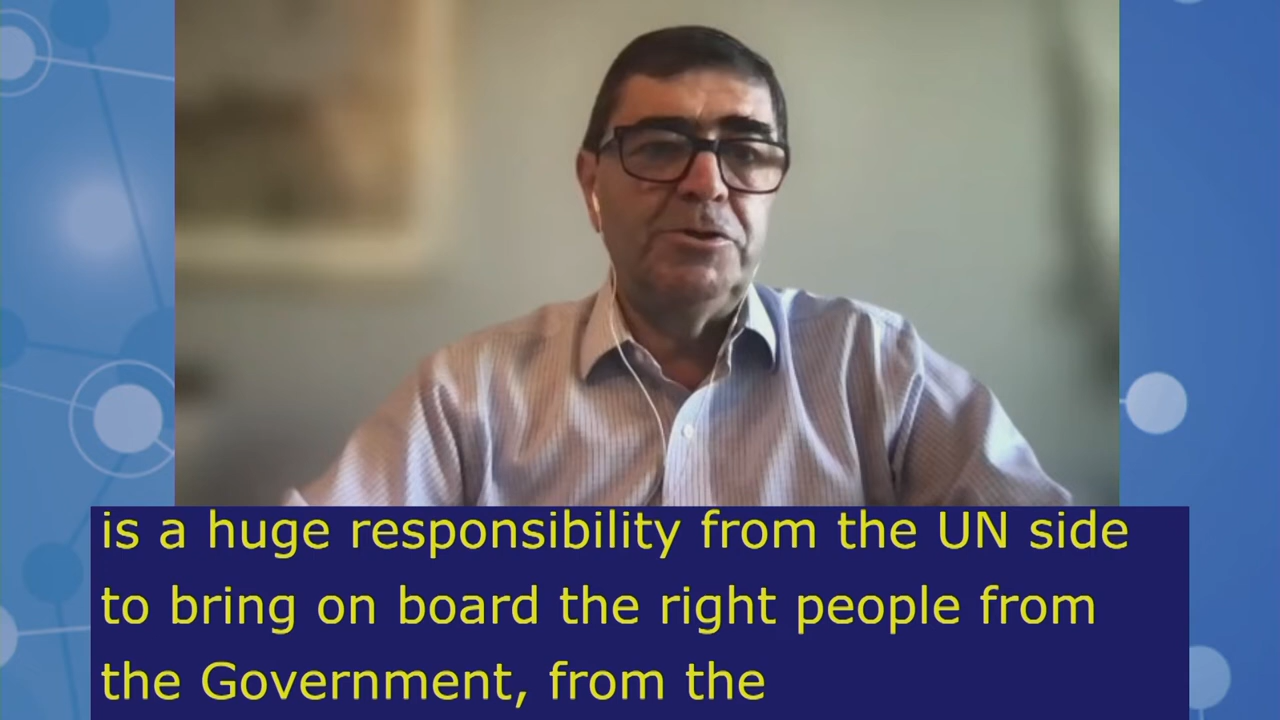 is a huge responsibility from the UN side
to bring on board the right people from
the Government, from the